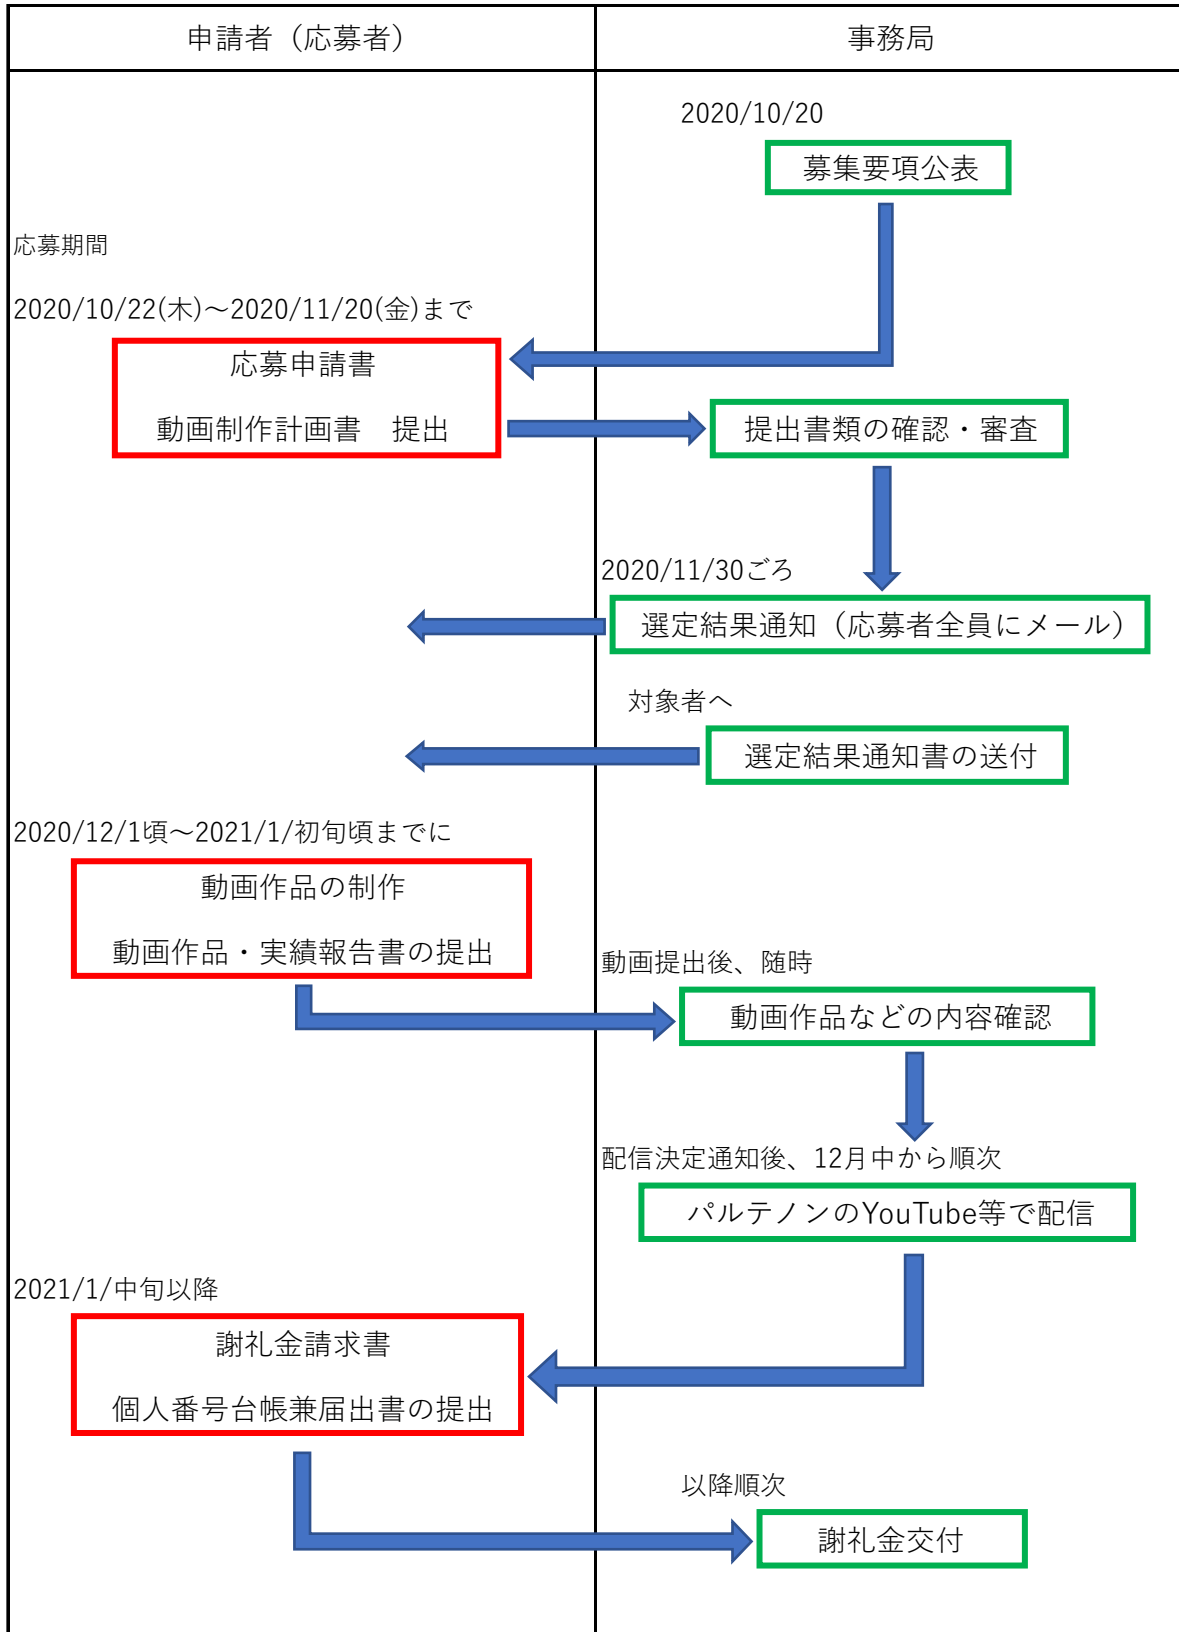 申請者（応募者）
事務局
2020/10/20
募集要項公表
応募期間
2020/10/22(木)～2020/11/20(金)まで
応募申請書
動画制作計画書　提出
提出書類の確認・審査
2020/11/30ごろ
選定結果通知（応募者全員にメール）
対象者へ
選定結果通知書の送付
2020/12/1頃～2021/1/初旬頃までに
動画作品の制作
動画作品・実績報告書の提出
動画提出後、随時
動画作品などの内容確認
配信決定通知後、12月中から順次
パルテノンのYouTube等で配信
2021/1/中旬以降
謝礼金請求書
個人番号台帳兼届出書の提出
以降順次
謝礼金交付